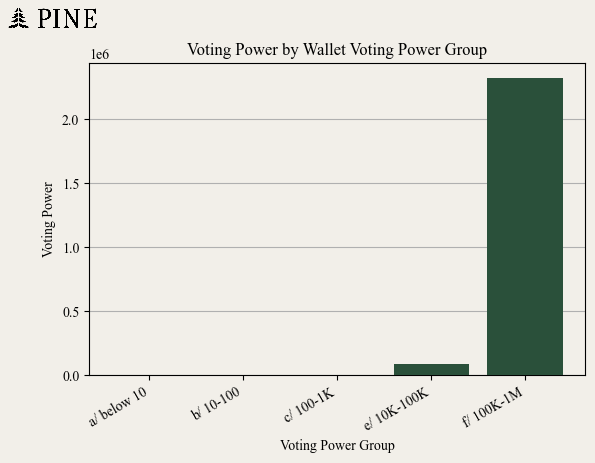 PINE
Voting Power by Wallet Voting Power Group
1e6
2.0
1.5
1.0
0.5
0.0
Voting Power
a/ below 10
b/ 10-100
c/ 100-1K
e/ 10K-100K
f/ 100K-1M
Voting Power Group